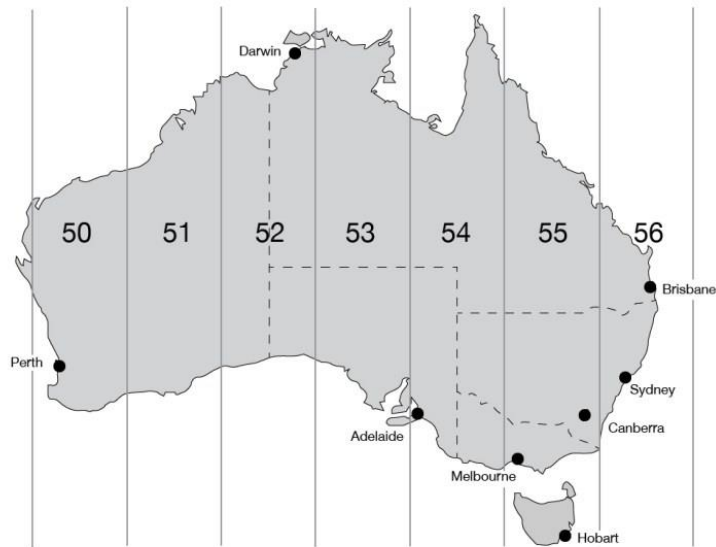 Darwin
50 51 52 53 54 55 56
Brisbane
Perth
Sydney
Adelaide
Canberra
Melbourne
Hobart